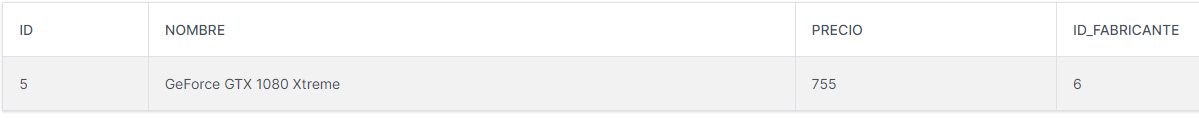 ID NOMBRE PRECIO ID_FABRICANTE
5 GeForce GTX 1080 Xtreme 755 6